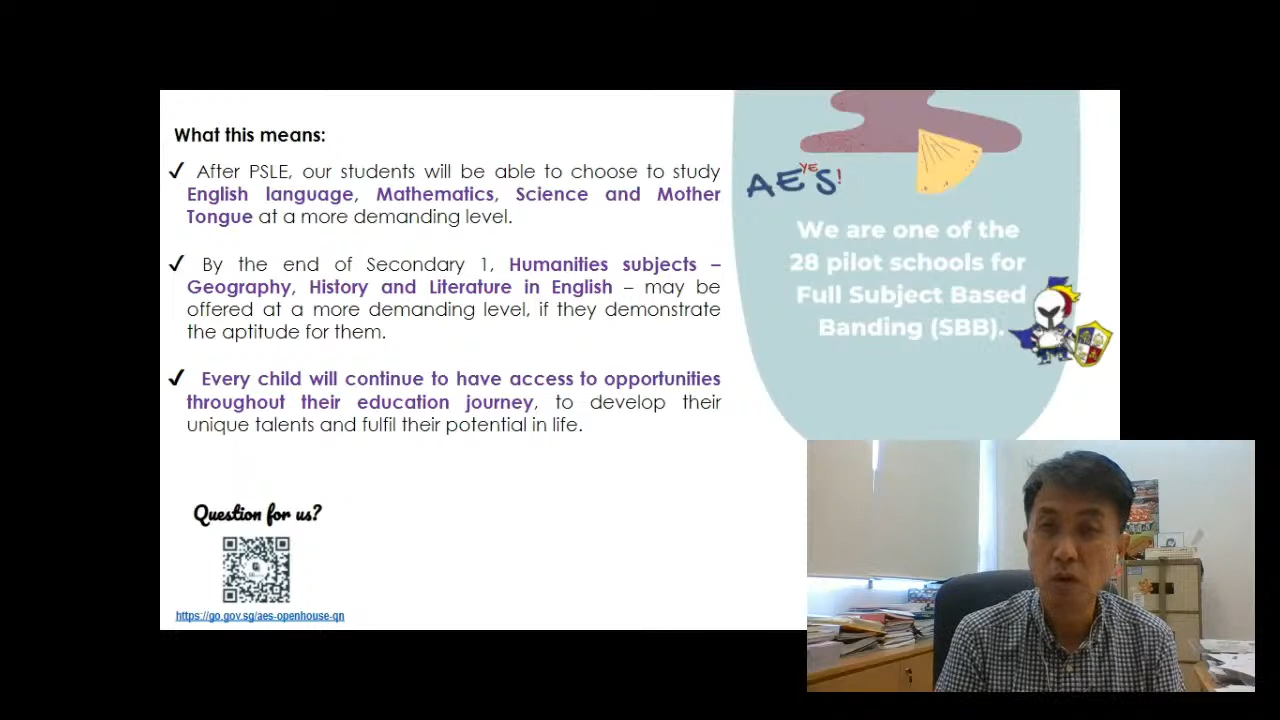 What this means:
✓ After PSLE, our students will be able to choose to study
English language, Mathematics, Science and Mother
Tongue at a more demanding level.
✓ By the end of Secondary 1, Humanities subjects –
Geography, History and Literature in English – may be
offered at a more demanding level, if they demonstrate
the aptitude for them.
✓ Every child will continue to have access to opportunities
throughout their education journey, to develop their
unique talents and fulfil their potential in life.
Question for us?
https://go.gov.sg/aes-openhouse-qn
YE
AES!
We are one of the
28 pilot schools for
Full Subject Based
Banding (SBB).